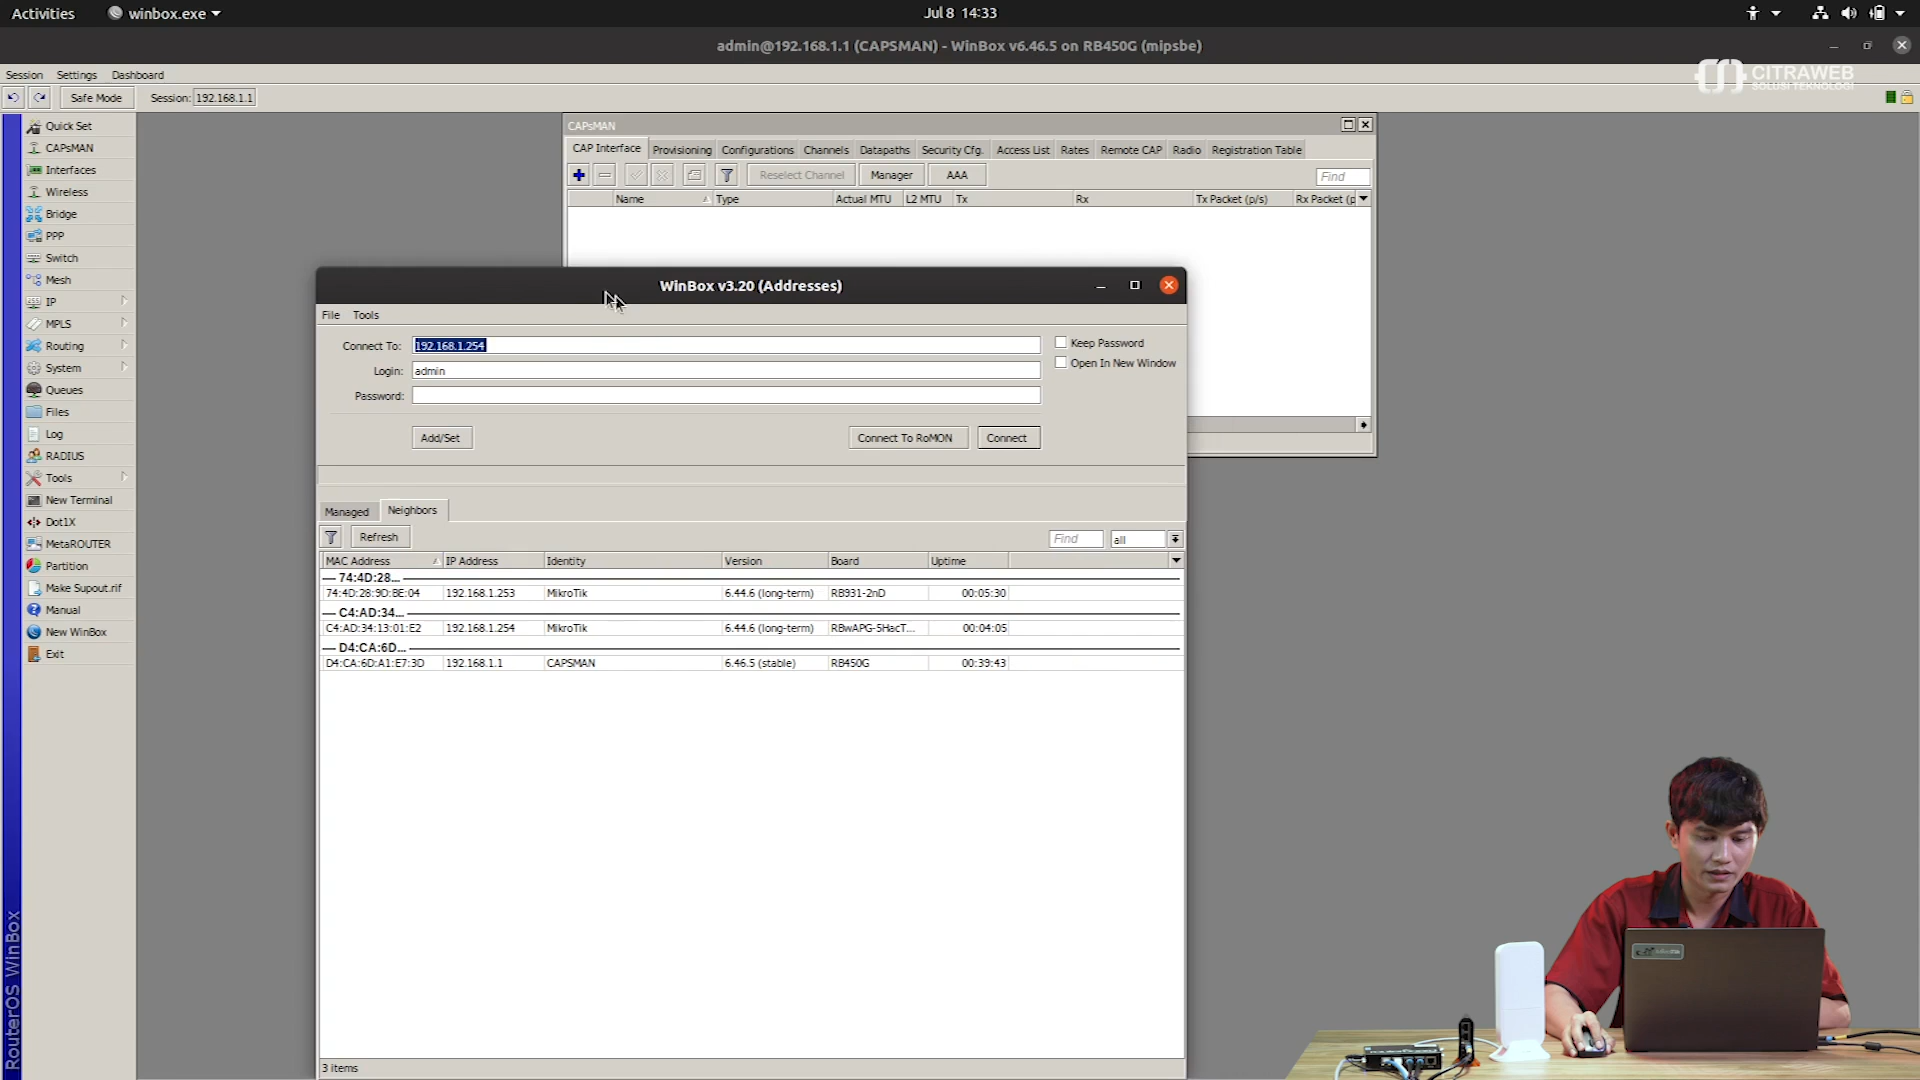 Activities
winbox.exe
Jul 8 14:33
admin@192.168.1.1 (CAPSMAN) - WinBox v6.46.5 on RB450G (mipsbe)
CITRAWEB
SOLUSI TEKNOLOGI
Session Settings Dashboard
Safe Mode Session: 192.168.1.1
Quick Set
CAPsMAN
Interfaces
Wireless
Bridge
PPP
Switch
Mesh
IP
MPLS
Routing
System
Queues
Files
Log
RADIUS
Tools
New Terminal
Dot1X
MetaROUTER
Partition
Make Supout.rif
Manual
New WinBox
Exit
RouterOS WinBox
CAPsMAN
CAP Interface Provisioning Configurations Channels Datapaths Security Cfg. Access List Rates Remote CAP Radio Registration Table
Reselect Channel Manager AAA Find
Name Type Actual MTU L2 MTU Tx Rx Tx Packet (p/s) Rx Packet (p
WinBox v3.20 (Addresses)
File Tools
Connect To: 192.168.1.254 Keep Password
Open In New Window
Login: admin
Password:
Add/Set Connect To RoMON Connect
Managed Neighbors
Refresh Find all
MAC Address IP Address Identity Version Board Uptime
74:4D:28...
74:4D:28:9D:BE:04 192.168.1.253 MikroTik 6.44.6 (long-term) RB931-2nD 00:05:30
C4:AD:34...
C4:AD:34:13:01:E2 192.168.1.254 MikroTik 6.44.6 (long-term) RBwAPG-5HacT... 00:04:05
D4:CA:6D...
D4:CA:6D:A1:E7:3D 192.168.1.1 CAPSMAN 6.46.5 (stable) RB450G 00:39:43
3 items